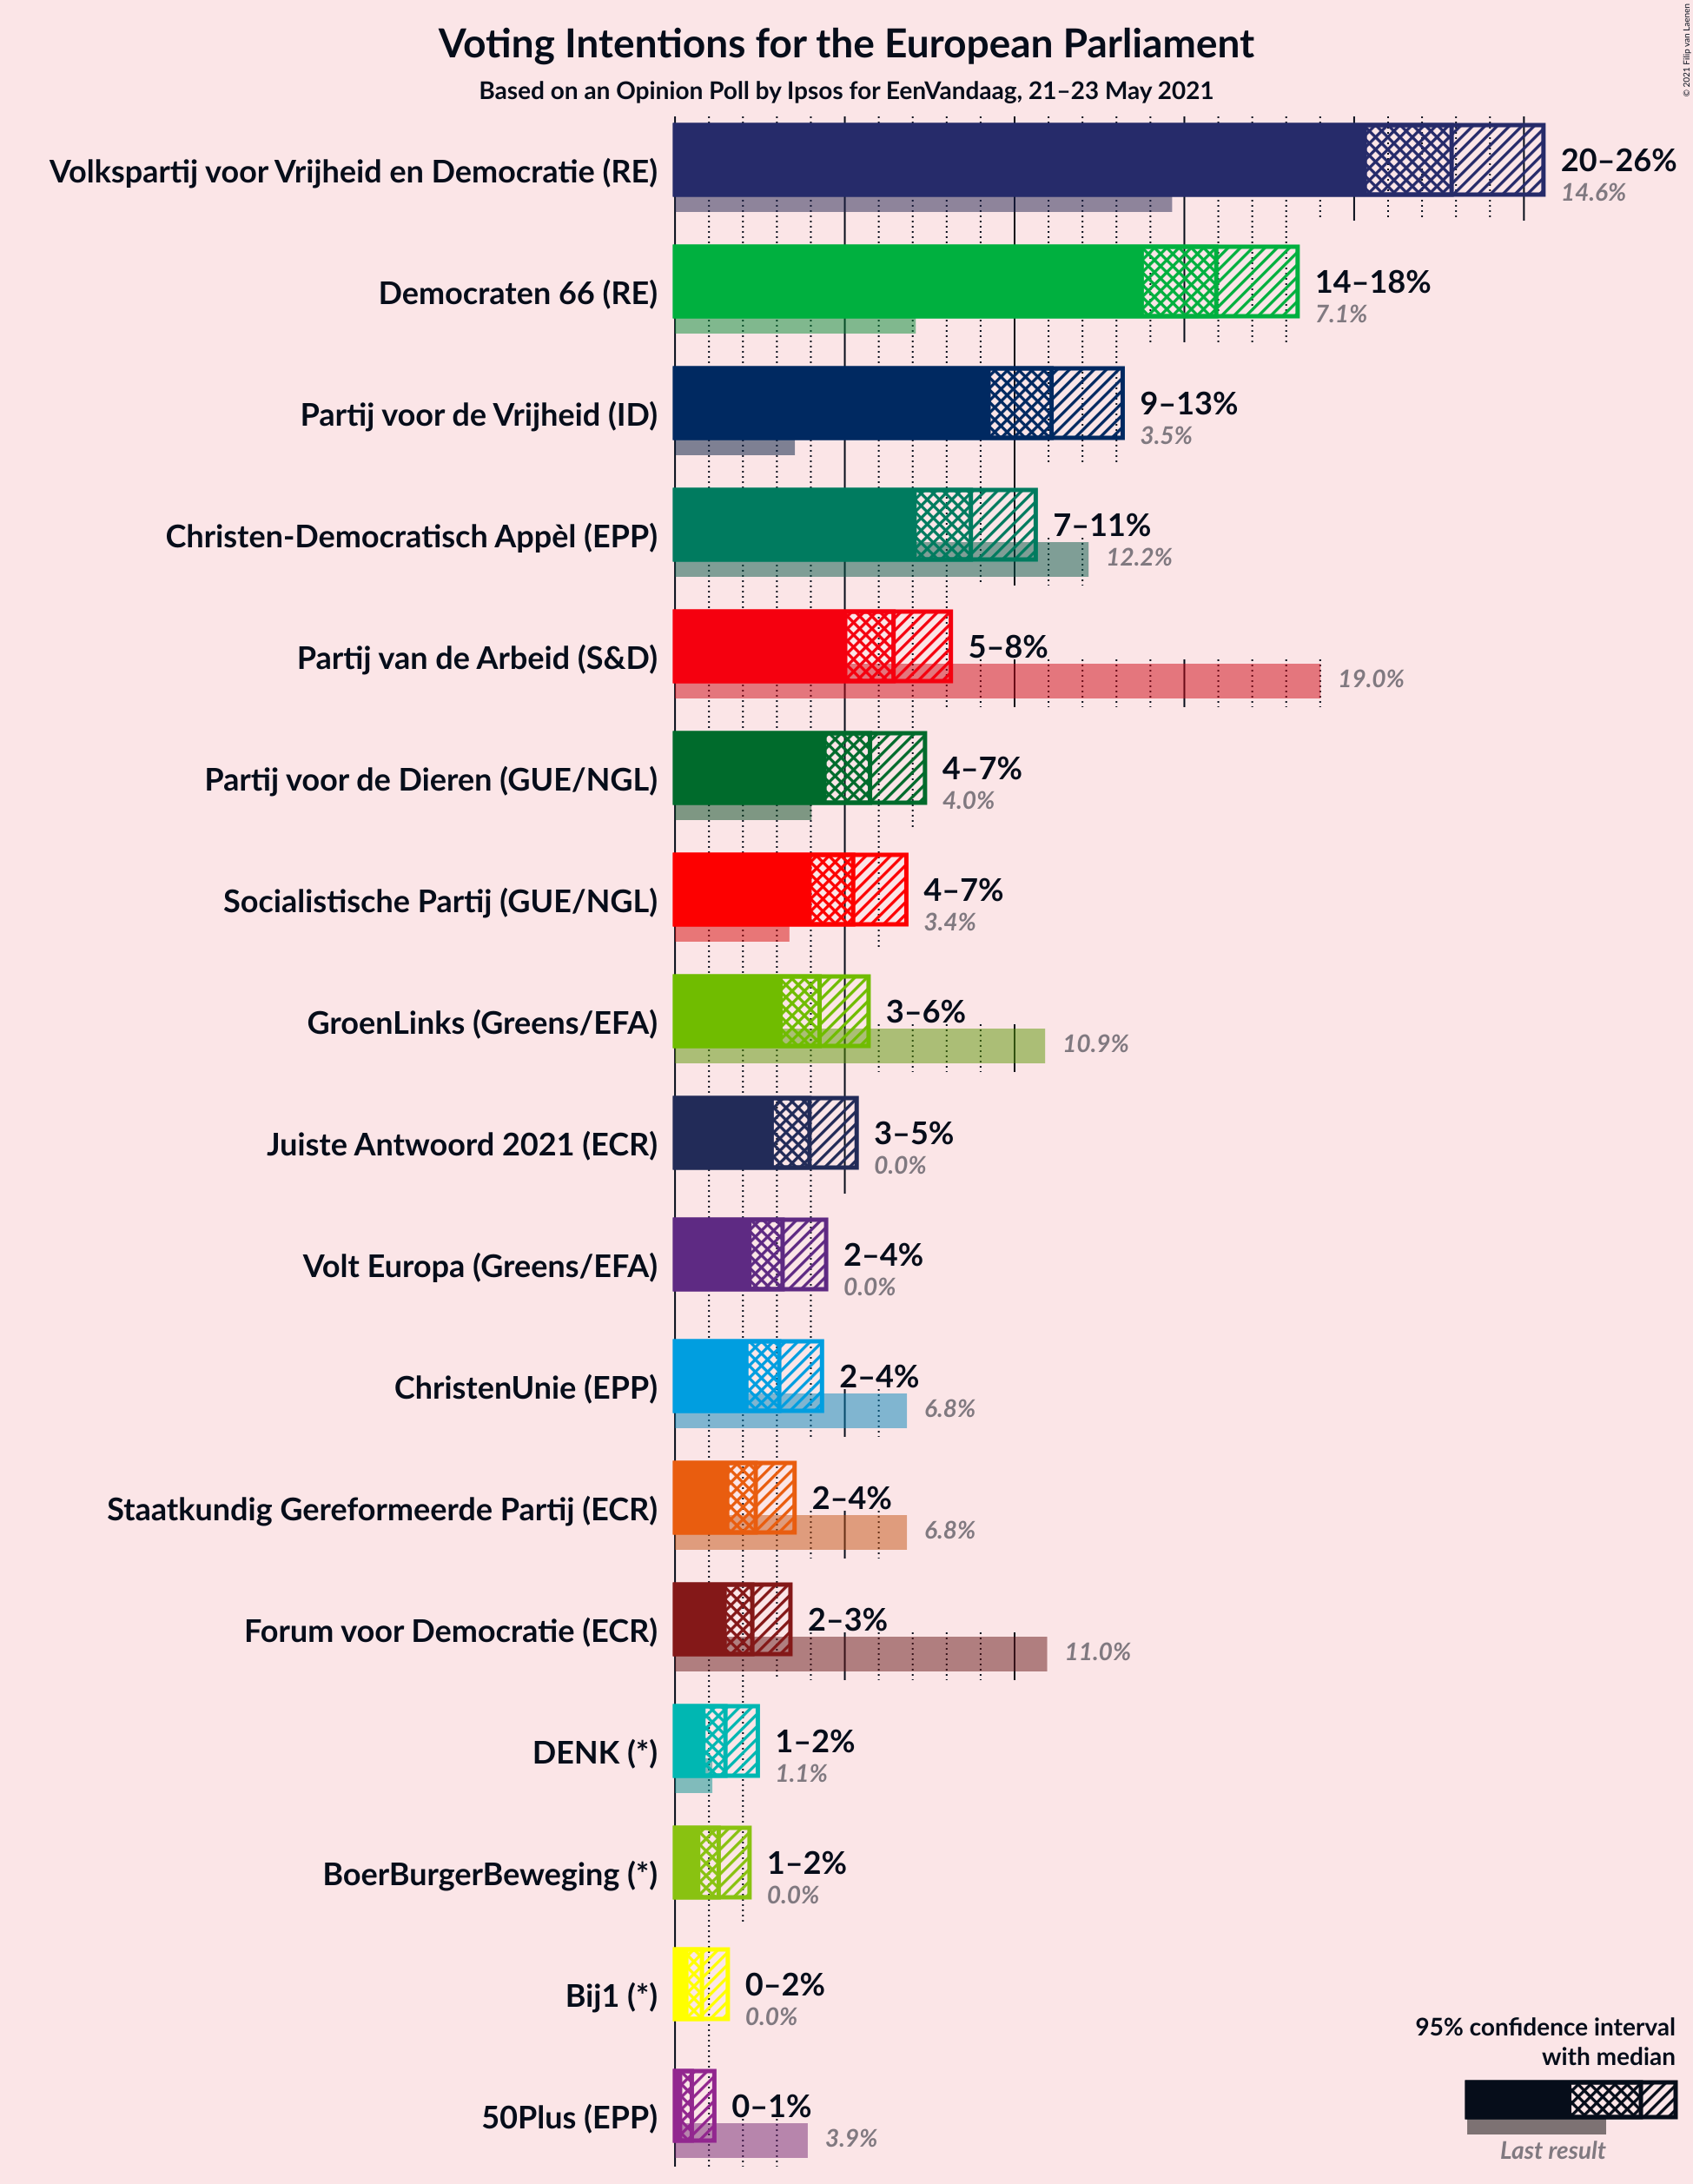 Voting Intentions for the European Parliament
Based on an Opinion Poll by Ipsos for EenVandaag, 21–23 May 2021
© 2021 Filip van Laenen
Volkspartij voor Vrijheid en Democratie (RE)
20–26%
14.6%
Democraten 66 (RE)
14–18%
7.1%
Partij voor de Vrijheid (ID)
9–13%
3.5%
Christen-Democratisch Appèl (EPP)
7–11%
12.2%
Partij van de Arbeid (S&D)
5–8%
19.0%
Partij voor de Dieren (GUE/NGL)
4–7%
4.0%
Socialistische Partij (GUE/NGL)
4–7%
3.4%
GroenLinks (Greens/EFA)
3–6%
10.9%
Juiste Antwoord 2021 (ECR)
3–5%
0.0%
Volt Europa (Greens/EFA)
2–4%
0.0%
ChristenUnie (EPP)
2–4%
6.8%
Staatkundig Gereformeerde Partij (ECR)
2–4%
6.8%
Forum voor Democratie (ECR)
2–3%
11.0%
DENK (*)
1–2%
1.1%
BoerBurgerBeweging (*)
1–2%
0.0%
Bij1 (*)
0–2%
0.0%
50Plus (EPP)
0–1%
3.9%
95% confidence interval
with median
Last result